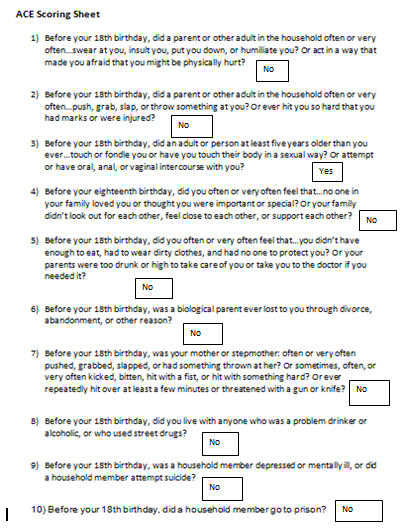 ACE Scoring Sheet
1) Before your 18th birthday, did a parent or other adult in the household often or very
often...swear at you, insult you, put you down, or humiliate you? Or act in a way that
made you afraid that you might be physically hurt? No
2) Before your 18th birthday, did a parent or other adult in the household often or very
often...push, grab, slap, or throw something at you? Or ever hit you so hard that you
had marks or were injured? No
3) Before your 18th birthday, did an adult or person at least five years older than you
ever...touch or fondle you or have you touch their body in a sexual way? Or attempt
or have oral, anal, or vaginal intercourse with you? Yes
4) Before your eighteenth birthday, did you often or very often feel that...no one in
your family loved you or thought you were important or special? Or your family
didn't look out for each other, feel close to each other, or support each other? No
5) Before your 18th birthday, did you often or very often feel that...you didn't have
enough to eat, had to wear dirty clothes, and had no one to protect you? Or your
parents were too drunk or high to take care of you or take you to the doctor if you
needed it?
No
6) Before your 18th birthday, was a biological parent ever lost to you through divorce,
abandonment, or other reason?
No
7) Before your 18th birthday, was your mother or stepmother: often or very often
pushed, grabbed, slapped, or had something thrown at her? Or sometimes, often, or
very often kicked, bitten, hit with a fist, or hit with something hard? Or ever
repeatedly hit over at least a few minutes or threatened with a gun or knife? No
8) Before your 18th birthday, did you live with anyone who was a problem drinker or
alcoholic, or who used street drugs?
No
9) Before your 18th birthday, was a household member depressed or mentally ill, or did
a household member attempt suicide?
No
10) Before your 18th birthday, did a household member go to prison? No